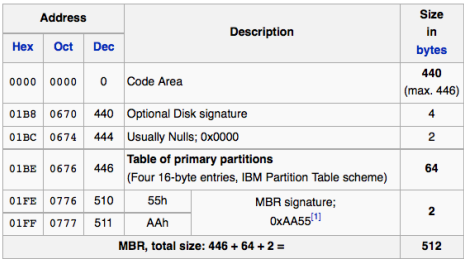 Address Description Size in bytes
Hex Oct Dec
0000 0000 0 Code Area 440 (max. 446)
01B8 0670 440 Optional Disk signature 4
01BC 0674 444 Usually Nulls; 0x0000 2
01BE 0676 446 Table of primary partitions 64
(Four 16-byte entries, IBM Partition Table scheme)
01FE 0776 510 55h MBR signature; 2
01FF 0777 511 AAh 0xAA55[1]
MBR, total size: 446 + 64 + 2 = 512